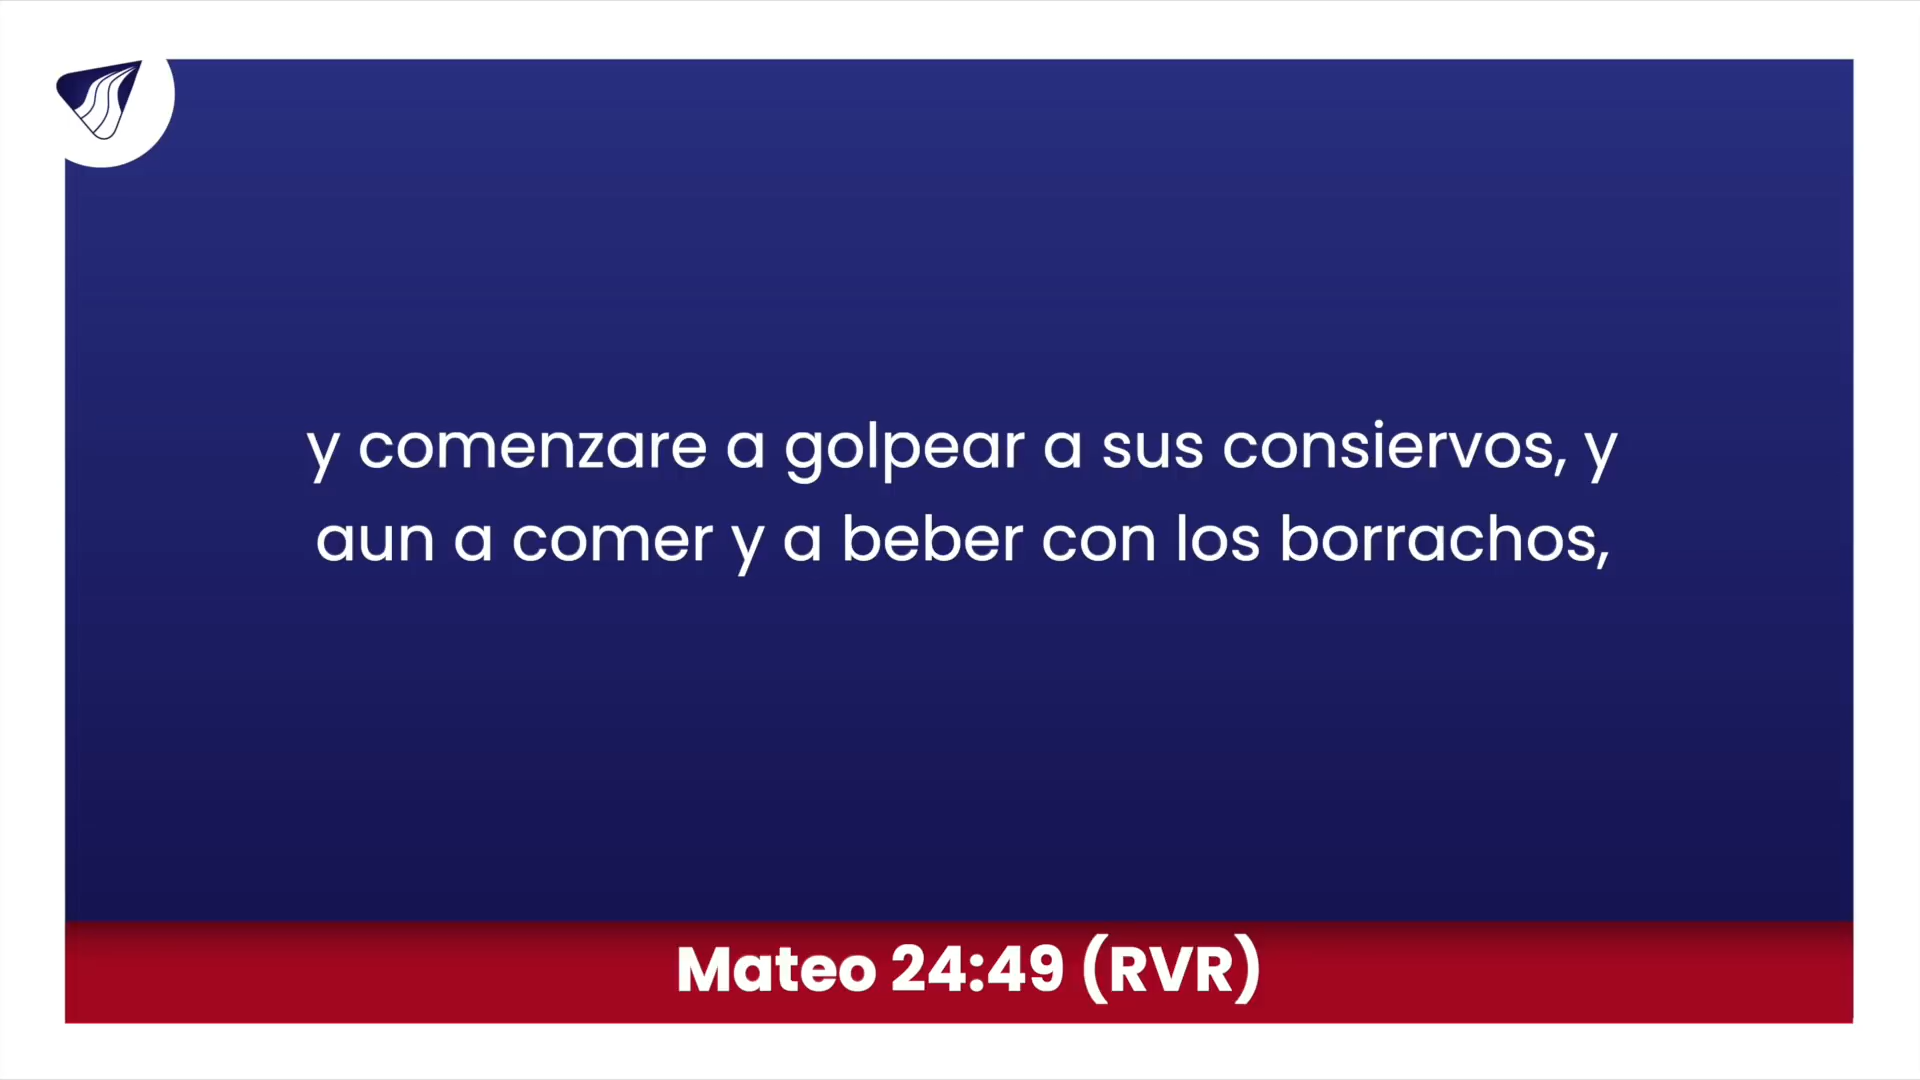 y comenzare a golpear a sus consiervos, y
aun a comer y a beber con los borrachos,
Mateo 24:49 (RVR)